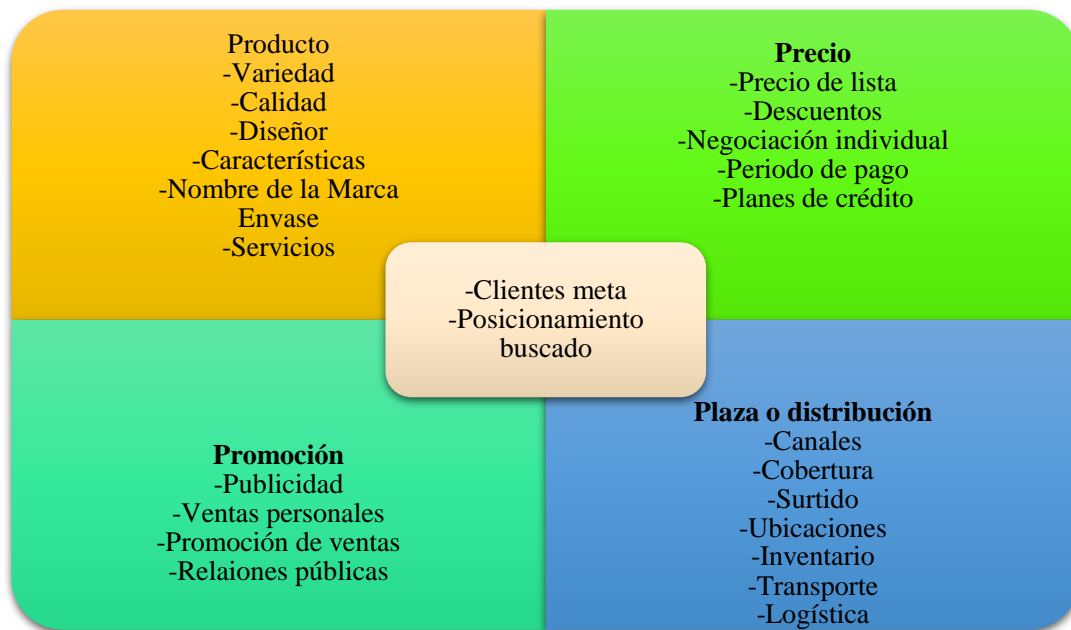 Producto
-Variedad
-Calidad
-Diseñor
-Características
-Nombre de la Marca
Envase
-Servicios
Precio
-Precio de lista
-Descuentos
-Negociación individual
-Periodo de pago
-Planes de crédito
-Clientes meta
-Posicionamiento
buscado
Promoción
-Publicidad
-Ventas personales
-Promoción de ventas
-Relaiones públicas
Plaza o distribución
-Canales
-Cobertura
-Surtido
-Ubicaciones
-Inventario
-Transporte
-Logística